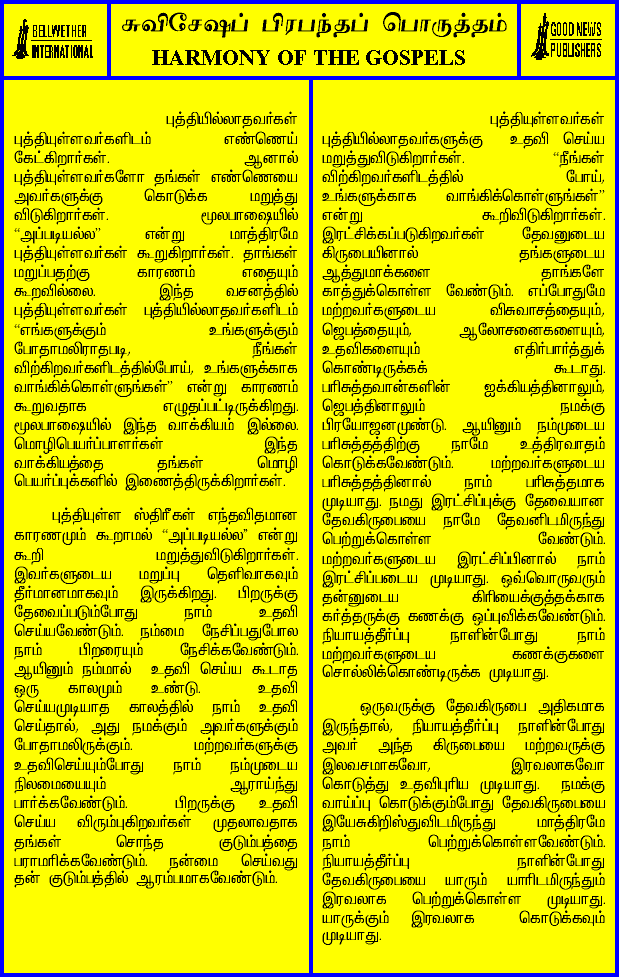 BELLWETHER
INTERNATIONAL
சுவிசேஷப் பிரபந்தப் பொருத்தம்
HARMONY OF THE GOSPELS
GOOD NEWS
PUBLISHERS
புத்தியில்லாதவர்கள்
புத்தியுள்ளவர்களிடம் எண்ணெய்
கேட்கிறார்கள். ஆனால்
புத்தியுள்ளவர்களோ தங்கள் எண்ணெயை
அவர்களுக்கு கொடுக்க மறுத்து
விடுகிறார்கள். மூலபாஷையில்
“அப்படியல்ல” என்று மாத்திரமே
புத்தியுள்ளவர்கள் கூறுகிறார்கள். தாங்கள்
மறுப்பதற்கு காரணம் எதையும்
கூறவில்லை. இந்த வசனத்தில்
புத்தியுள்ளவர்கள் புத்தியில்லாதவர்களிடம்
“எங்களுக்கும் உங்களுக்கும்
போதாமலிராதபடி, நீங்கள்
விற்கிறவர்களிடத்தில்போய், உங்களுக்காக
வாங்கிக்கொள்ளுங்கள்” என்று காரணம்
கூறுவதாக எழுதப்பட்டிருக்கிறது.
மூலபாஷையில் இந்த வாக்கியம் இல்லை.
மொழிபெயர்ப்பாளர்கள் இந்த
வாக்கியத்தை தங்கள் மொழி
பெயர்ப்புக்களில் இணைத்திருக்கிறார்கள்.
புத்தியுள்ள ஸ்திரீகள் எந்தவிதமான
காரணமும் கூறாமல் “அப்படியல்ல” என்று
கூறி மறுத்துவிடுகிறார்கள்.
இவர்களுடைய மறுப்பு தெளிவாகவும்
தீர்மானமாகவும் இருக்கிறது. பிறருக்கு
தேவைப்படும்போது நாம் உதவி
செய்யவேண்டும். நம்மை நேசிப்பதுபோல
நாம் பிறரையும் நேசிக்கவேண்டும்.
ஆயினும் நம்மால் உதவி செய்ய கூடாத
ஒரு காலமும் உண்டு. உதவி
செய்யமுடியாத காலத்தில் நாம் உதவி
செய்தால், அது நமக்கும் அவர்களுக்கும்
போதாமலிருக்கும். மற்றவர்களுக்கு
உதவிசெய்யும்போது நாம் நம்முடைய
நிலமையையும் ஆராய்ந்து
பார்க்கவேண்டும். பிறருக்கு உதவி
செய்ய விரும்புகிறவர்கள் முதலாவதாக
தங்கள் சொந்த குடும்பத்தை
பராமரிக்கவேண்டும். நன்மை செய்வது
தன் குடும்பத்தில் ஆரம்பமாகவேண்டும்.
புத்தியுள்ளவர்கள்
புத்தியில்லாதவர்களுக்கு உதவி செய்ய
மறுத்துவிடுகிறார்கள். “நீங்கள்
விற்கிறவர்களிடத்தில் போய்,
உங்களுக்காக வாங்கிக்கொள்ளுங்கள்”
என்று கூறிவிடுகிறார்கள்.
இரட்சிக்கப்படுகிறவர்கள் தேவனுடைய
கிருபையினால் தங்களுடைய
ஆத்துமாக்களை தாங்களே
காத்துக்கொள்ள வேண்டும். எப்போதுமே
மற்றவர்களுடைய விசுவாசத்தையும்,
ஜெபத்தையும், ஆலோசனைகளையும்,
உதவிகளையும் எதிர்பார்த்துக்
கொண்டிருக்கக் கூடாது.
பரிசுத்தவான்களின் ஐக்கியத்தினாலும்,
ஜெபத்தினாலும் நமக்கு
பிரயோஜனமுண்டு. ஆயினும் நம்முடைய
பரிசுத்தத்திற்கு நாமே உத்திரவாதம்
கொடுக்கவேண்டும். மற்றவர்களுடைய
பரிசுத்தத்தினால் நாம் பரிசுத்தமாக
முடியாது. நமது இரட்சிப்புக்கு தேவையான
தேவகிருபையை நாமே தேவனிடமிருந்து
பெற்றுக்கொள்ள வேண்டும்.
மற்றவர்களுடைய இரட்சிப்பினால் நாம்
இரட்சிப்படைய முடியாது. ஒவ்வொருவரும்
தன்னுடைய கிரியைக்குத்தக்காக
கர்த்தருக்கு கணக்கு ஒப்புவிக்கவேண்டும்.
நியாயத்தீர்ப்பு நாளின்போது நாம்
மற்றவர்களுடைய கணக்குகளை
சொல்லிக்கொண்டிருக்க முடியாது.
ஒருவருக்கு தேவகிருபை அதிகமாக
இருந்தால், நியாயத்தீர்ப்பு நாளின்போது
அவர் அந்த கிருபையை மற்றவருக்கு
இலவசமாகவோ, இரவலாகவோ
கொடுத்து உதவிபுரிய முடியாது. நமக்கு
வாய்ப்பு கொடுக்கும்போது தேவகிருபையை
இயேசுகிறிஸ்துவிடமிருந்து மாத்திரமே
நாம் பெற்றுக்கொள்ளவேண்டும்.
நியாயத்தீர்ப்பு நாளின்போது
தேவகிருபையை யாரும் யாரிடமிருந்தும்
இரவலாக பெற்றுக்கொள்ள முடியாது.
யாருக்கும் இரவலாக கொடுக்கவும்
முடியாது.